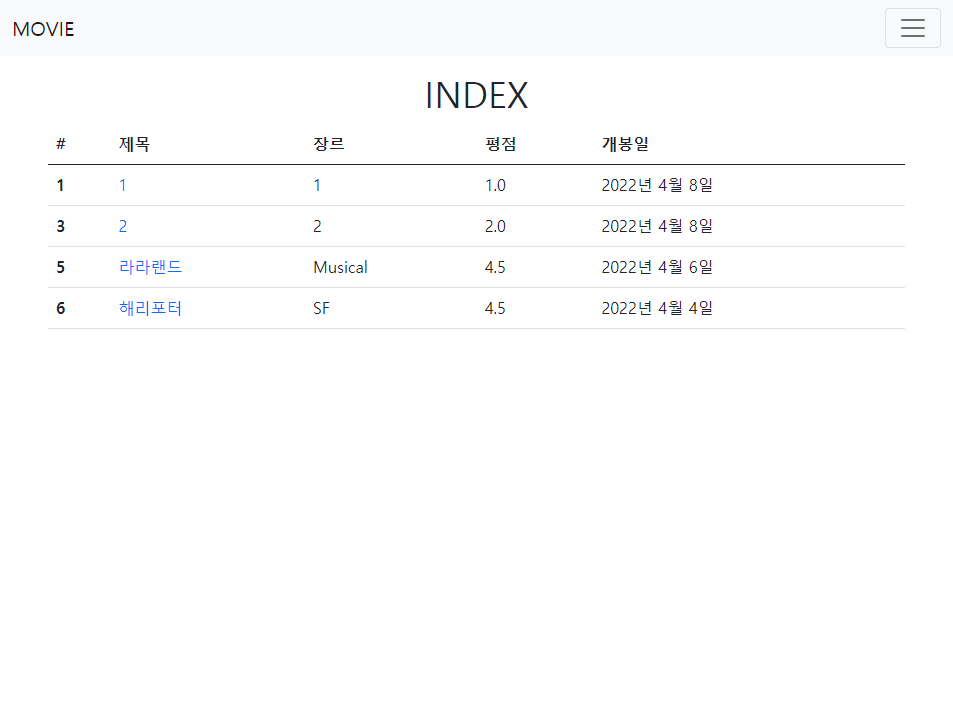 MOVIE
INDEX
# 제목 장르 평점 개봉일
1 1 1 1.0 2022년 4월 8일
3 2 2 2.0 2022년 4월 8일
5 라라랜드 Musical 4.5 2022년 4월 6일
6 해리포터 SF 4.5 2022년 4월 4일